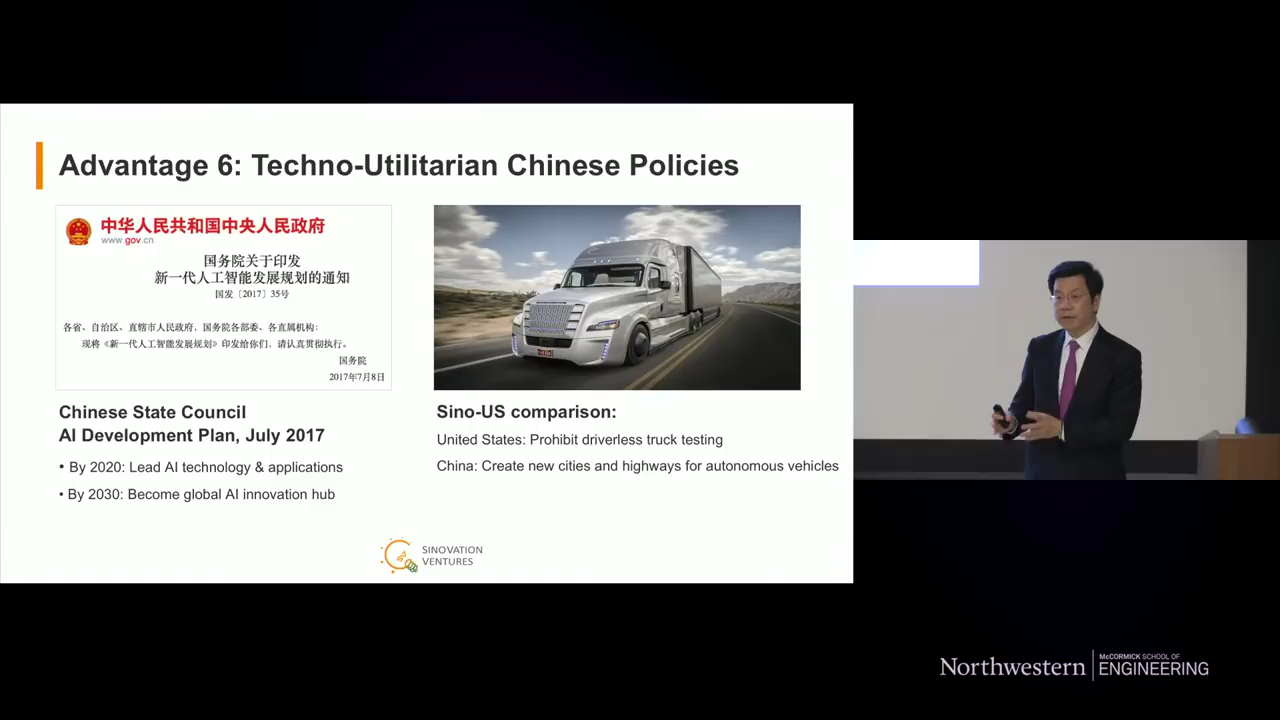 Advantage 6: Techno-Utilitarian Chinese Policies
中华人民共和国中央人民政府
www.gov.cn
国务院关于印发
新一代人工智能发展规划的通知
国发〔2017〕35号
各省、自治区、直辖市人民政府，国务院各部委、各直属机构：
现将《新一代人工智能发展规划》印发给你们，请认真贯彻执行。
国务院
2017年7月8日
Chinese State Council
AI Development Plan, July 2017
• By 2020: Lead AI technology & applications
• By 2030: Become global AI innovation hub
Sino-US comparison:
United States: Prohibit driverless truck testing
China: Create new cities and highways for autonomous vehicles
SINOVATION
VENTURES
Northwestern
McCORMICK SCHOOL OF
ENGINEERING